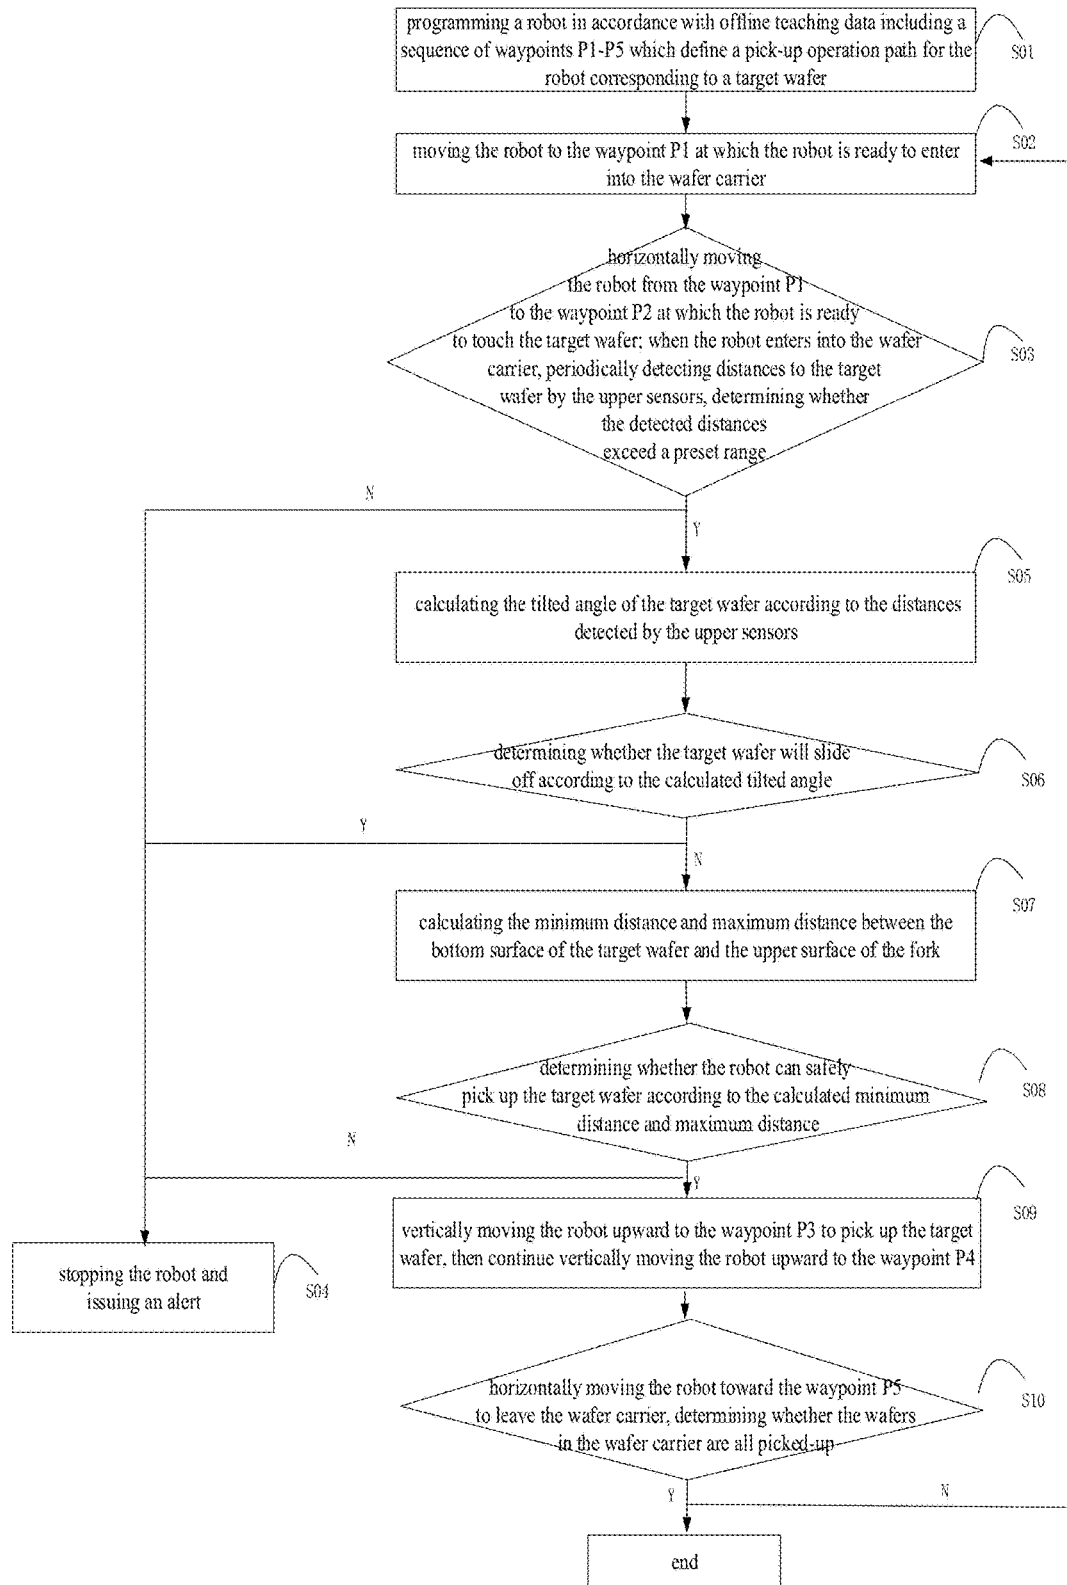 programming a robot in accordance with offline teaching data including a
sequence of waypoints P1-P5 which define a pick-up operation path for the
robot corresponding to a target wafer
S01
moving the robot to the waypoint P1 at which the robot is ready to enter
into the wafer carrier
S02
horizontally moving
the robot from the waypoint P1
to the waypoint P2 at which the robot is ready
to touch the target wafer; when the robot enters into the wafer
carrier, periodically detecting distances to the target
wafer by the upper sensors, determining whether
the detected distances
exceed a preset range
S03
N
Y
calculating the tilted angle of the target wafer according to the distances
detected by the upper sensors
S05
determining whether the target wafer will slide
off according to the calculated tilted angle
S06
Y
N
calculating the minimum distance and maximum distance between the
bottom surface of the target wafer and the upper surface of the fork
S07
determining whether the robot can safely
pick up the target wafer according to the calculated minimum
distance and maximum distance
S08
N
Y
vertically moving the robot upward to the waypoint P3 to pick up the target
wafer, then continue vertically moving the robot upward to the waypoint P4
S09
stopping the robot and
issuing an alert
S04
horizontally moving the robot toward the waypoint P5
to leave the wafer carrier, determining whether the wafers
in the wafer carrier are all picked-up
S10
Y
N
end